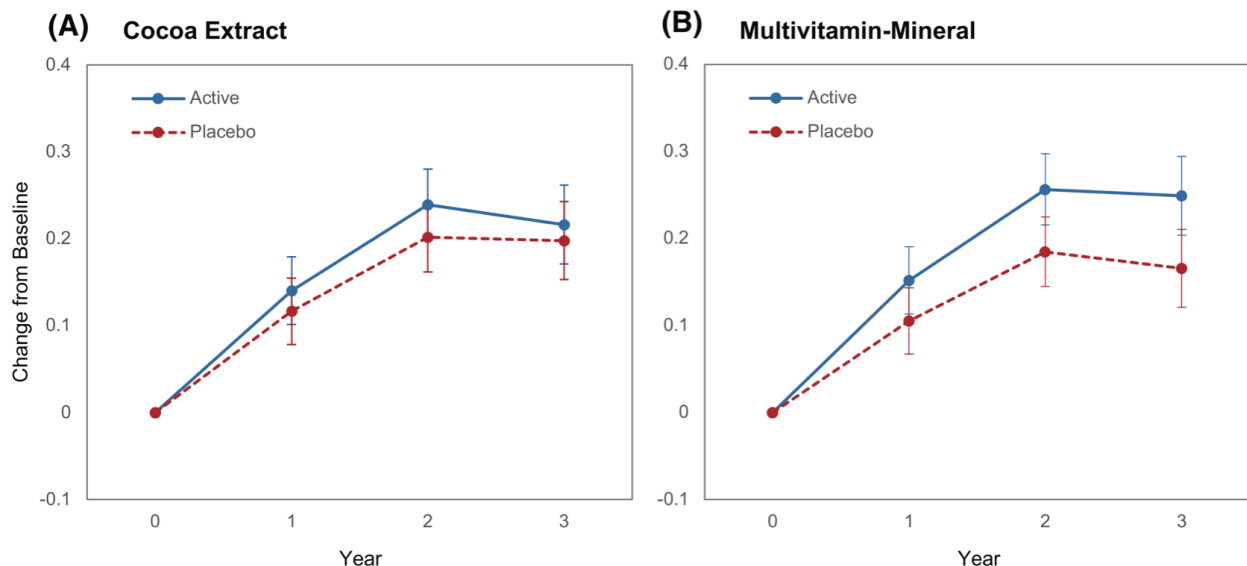 (A) Cocoa Extract
0.4
0.3
0.2
0.1
0
-0.1
Change from Baseline
Active
Placebo
0 1 2 3
Year
(B) Multivitamin-Mineral
0.4
0.3
0.2
0.1
0
-0.1
Active
Placebo
0 1 2 3
Year